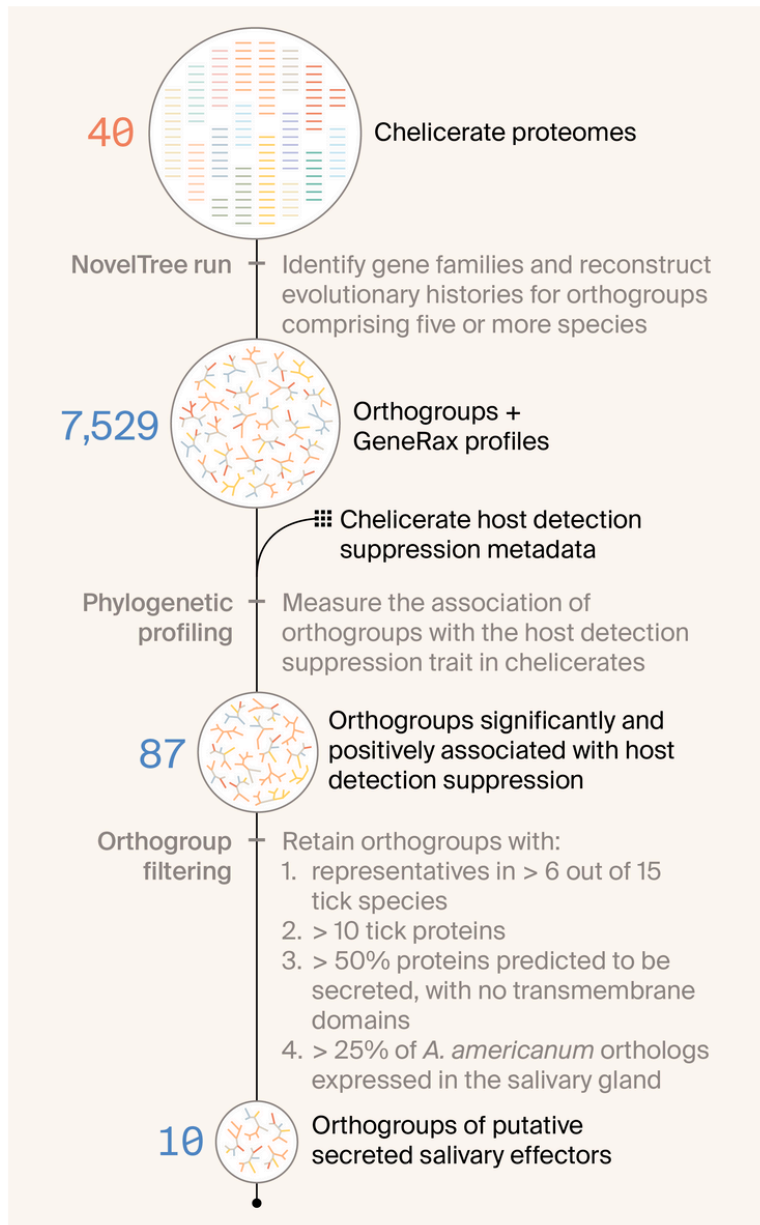 40
Chelicerate proteomes
NovelTree run
Identify gene families and reconstruct
evolutionary histories for orthogroups
comprising five or more species
7,529
Orthogroups +
GeneRax profiles
Chelicerate host detection
suppression metadata
Phylogenetic
profiling
Measure the association of
orthogroups with the host detection
suppression trait in chelicerates
87
Orthogroups significantly and
positively associated with host
detection suppression
Orthogroup
filtering
Retain orthogroups with:
1. representatives in > 6 out of 15
tick species
2. > 10 tick proteins
3. > 50% proteins predicted to be
secreted, with no transmembrane
domains
4. > 25% of A. americanum orthologs
expressed in the salivary gland
10
Orthogroups of putative
secreted salivary effectors